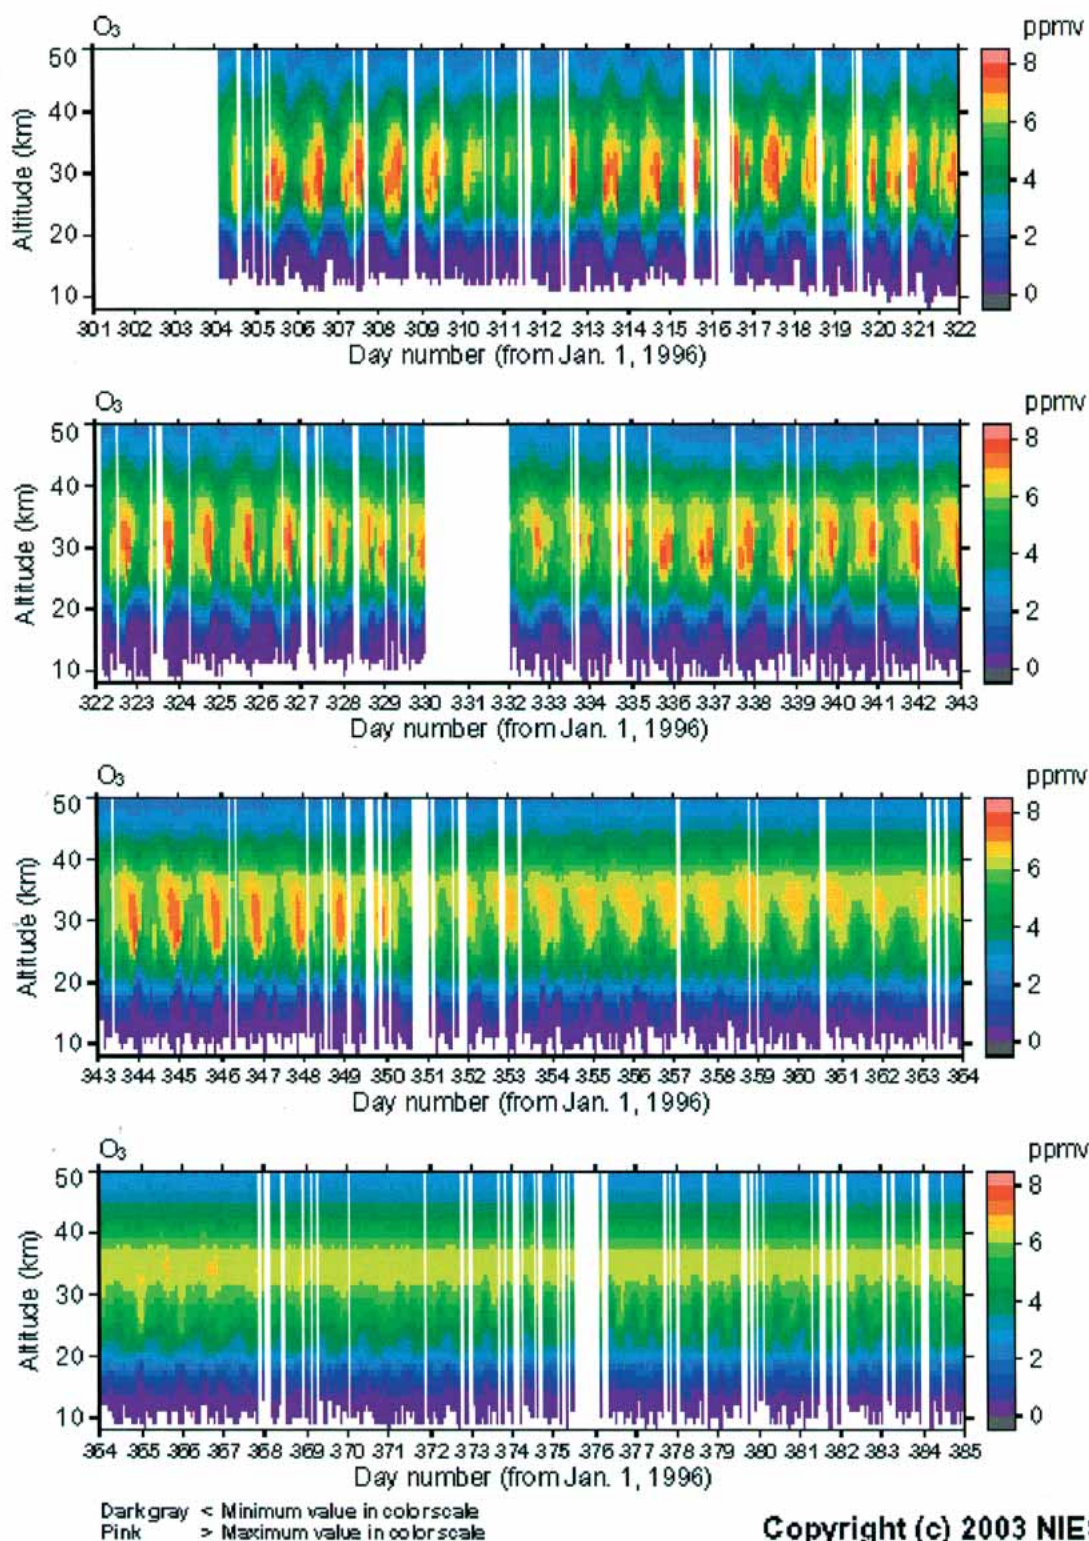 O₃ ppmv
50
40
30
20
10
Altitude (km)
8
6
4
2
0
301 302 303 304 305 306 307 308 309 310 311 312 313 314 315 316 317 318 319 320 321 322
Day number (from Jan. 1, 1996)
O₃ ppmv
50
40
30
20
10
Altitude (km)
8
6
4
2
0
322 323 324 325 326 327 328 329 330 331 332 333 334 335 336 337 338 339 340 341 342 343
Day number (from Jan. 1, 1996)
O₃ ppmv
50
40
30
20
10
Altitude (km)
8
6
4
2
0
343 344 345 346 347 348 349 350 351 352 353 354 355 356 357 358 359 360 361 362 363 364
Day number (from Jan. 1, 1996)
O₃ ppmv
50
40
30
20
10
Altitude (km)
8
6
4
2
0
364 365 366 367 368 369 370 371 372 373 374 375 376 377 378 379 380 381 382 383 384 385
Day number (from Jan. 1, 1996)
Dark gray < Minimum value in color scale
Pink > Maximum value in color scale
Copyright (c) 2003 NIES